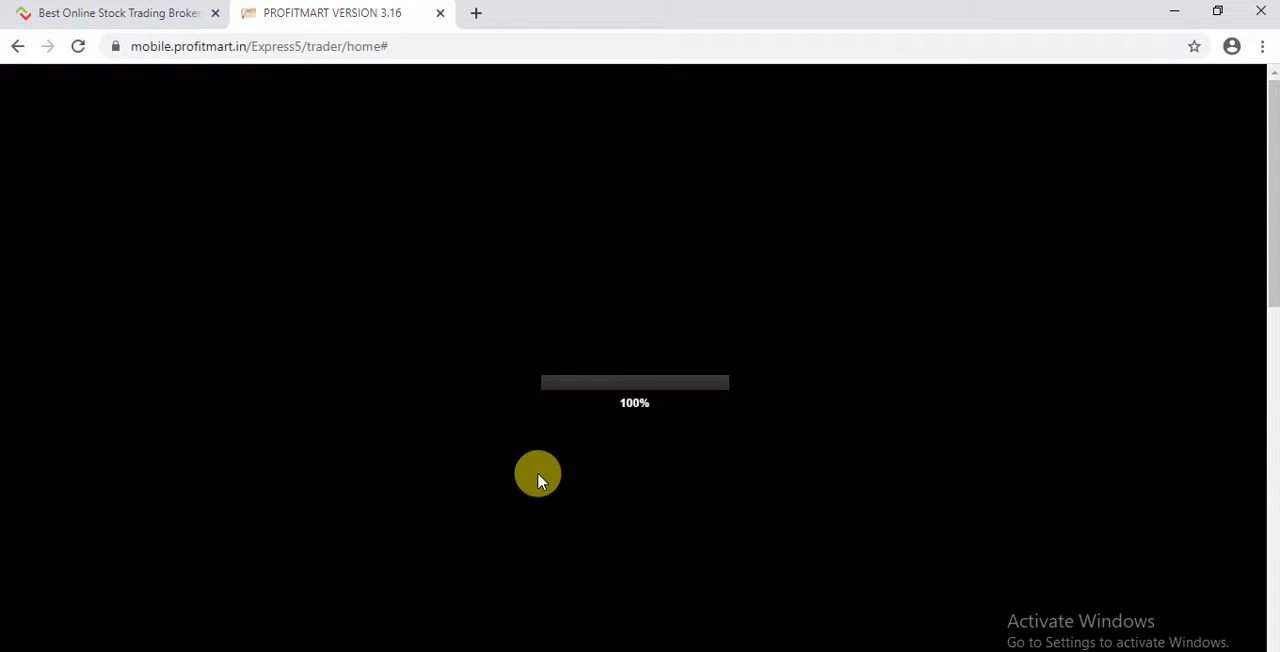 Best Online Stock Trading Broker
PROFITMART VERSION 3.16
mobile.profitmart.in/Express5/trader/home#
100%
Activate Windows
Go to Settings to activate Windows.